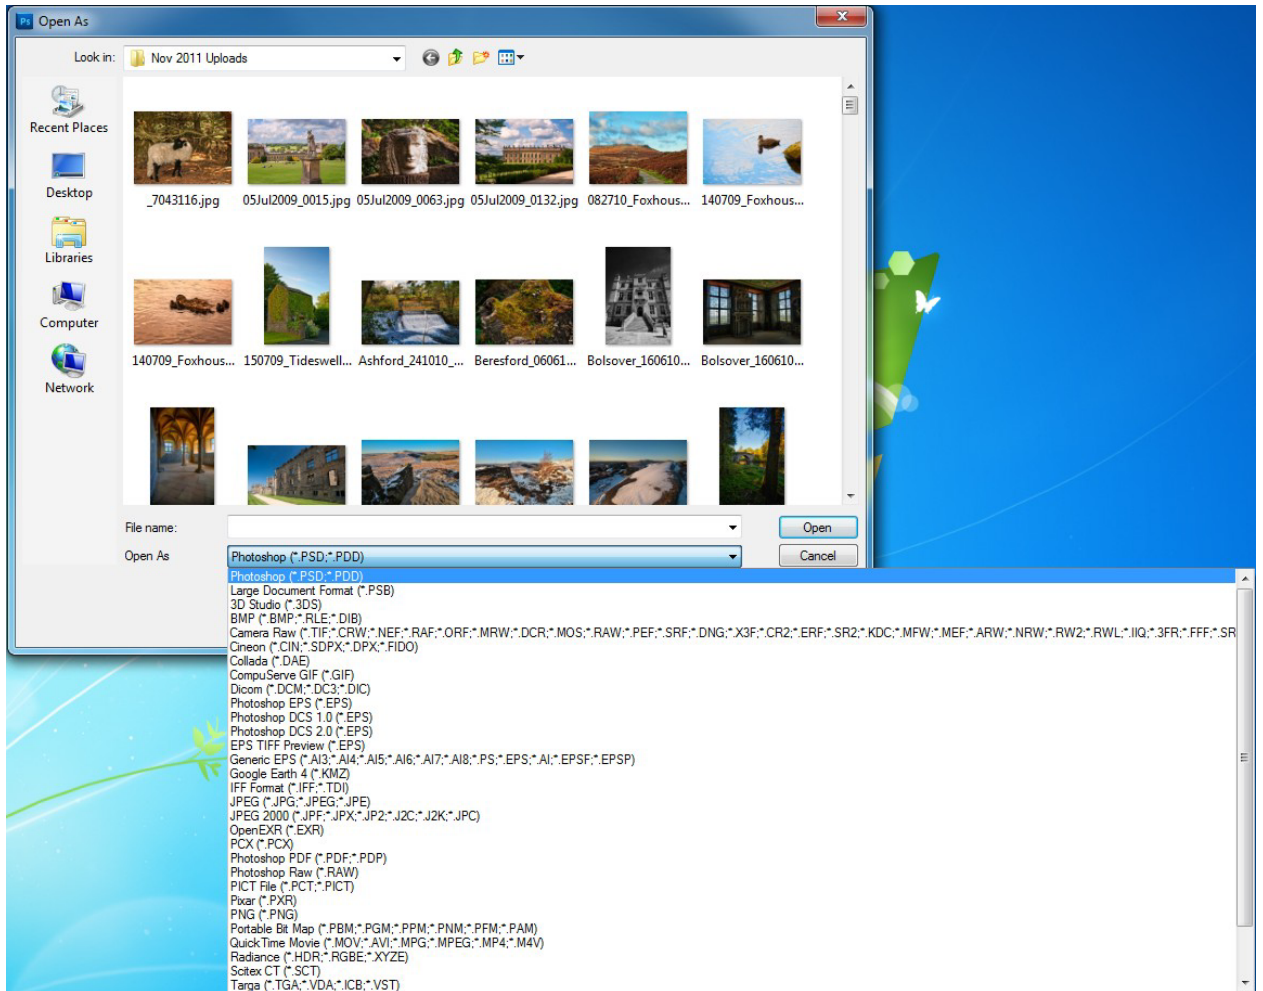 Ps Open As
Look in: Nov 2011 Uploads
Recent Places
Desktop
Libraries
Computer
Network
_7043116.jpg 05Jul2009_0015.jpg 05Jul2009_0063.jpg 05Jul2009_0132.jpg 082710_Foxhous... 140709_Foxhous...
140709_Foxhous... 150709_Tideswell... Ashford_241010_... Beresford_06061... Bolsover_160610... Bolsover_160610...
File name: Open
Open As Photoshop (*.PSD;*.PDD) Cancel
Photoshop (*.PSD;*.PDD)
Large Document Format (*.PSB)
3D Studio (*.3DS)
BMP (*.BMP;*.RLE;*.DIB)
Camera Raw (*.TIF;*.CRW;*.NEF;*.RAF;*.ORF;*.MRW;*.DCR;*.MOS;*.RAW;*.PEF;*.SRF;*.DNG;*.X3F;*.CR2;*.ERF;*.SR2;*.KDC;*.MFW;*.MEF;*.ARW;*.NRW;*.RW2;*.RWL;*.IIQ;*.3FR;*.FFF;*.SR
Cineon (*.CIN;*.SDPX;*.DPX;*.FIDO)
Collada (*.DAE)
CompuServe GIF (*.GIF)
Dicom (*.DCM;*.DC3;*.DIC)
Photoshop EPS (*.EPS)
Photoshop DCS 1.0 (*.EPS)
Photoshop DCS 2.0 (*.EPS)
EPS TIFF Preview (*.EPS)
Generic EPS (*.AI3;*.AI4;*.AI5;*.AI6;*.AI7;*.AI8;*.PS;*.EPS;*.AI;*.EPSF;*.EPSP)
Google Earth 4 (*.KMZ)
IFF Format (*.IFF;*.TDI)
JPEG (*.JPG;*.JPEG;*.JPE)
JPEG 2000 (*.JPF;*.JPX;*.JP2;*.J2C;*.J2K;*.JPC)
OpenEXR (*.EXR)
PCX (*.PCX)
Photoshop PDF (*.PDF;*.PDP)
Photoshop Raw (*.RAW)
PICT File (*.PCT;*.PICT)
Pixar (*.PXR)
PNG (*.PNG)
Portable Bit Map (*.PBM;*.PGM;*.PPM;*.PNM;*.PFM;*.PAM)
QuickTime Movie (*.MOV;*.AVI;*.MPG;*.MPEG;*.MP4;*.M4V)
Radiance (*.HDR;*.RGBE;*.XYZE)
Scitex CT (*.SCT)
Targa (*.TGA;*.VDA;*.ICB;*.VST)